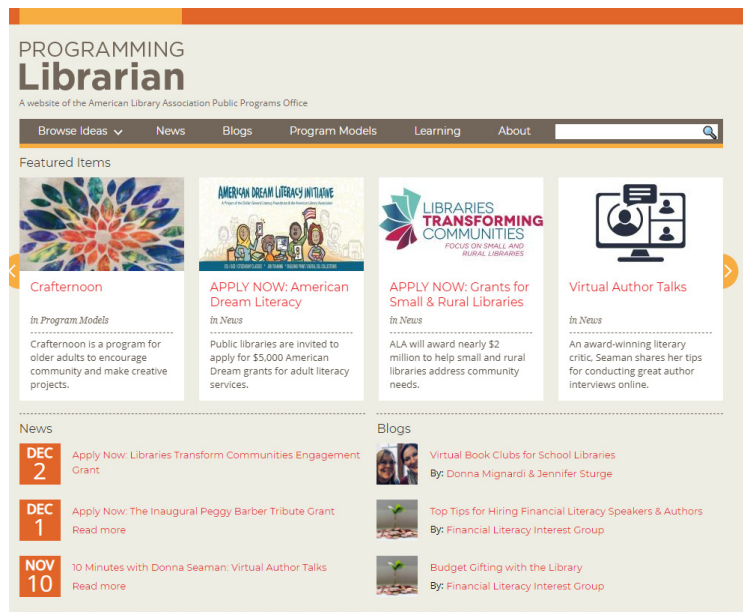 PROGRAMMING
Librarian
A website of the American Library Association Public Programs Office
Browse Ideas News Blogs Program Models Learning About
Featured Items
AMERICAN DREAM LITERACY INITIATIVE
LIBRARIES
TRANSFORMING
COMMUNITIES
FOCUS ON SMALL AND
RURAL LIBRARIES
Crafternoon
in Program Models
Crafternoon is a program for
older adults to encourage
community and make creative
projects.
APPLY NOW: American
Dream Literacy
in News
Public libraries are invited to
apply for $5,000 American
Dream grants for adult literacy
services.
APPLY NOW: Grants for
Small & Rural Libraries
in News
ALA will award nearly $2
million to help small and rural
libraries address community
needs.
Virtual Author Talks
in News
An award-winning literary
critic, Seaman shares her tips
for conducting great author
interviews online.
News
DEC
2
Apply Now: Libraries Transform Communities Engagement
Grant
DEC
1
Apply Now: The Inaugural Peggy Barber Tribute Grant
Read more
NOV
10
10 Minutes with Donna Seaman: Virtual Author Talks
Read more
Blogs
Virtual Book Clubs for School Libraries
By: Donna Mignardi & Jennifer Sturge
Top Tips for Hiring Financial Literacy Speakers & Authors
By: Financial Literacy Interest Group
Budget Gifting with the Library
By: Financial Literacy Interest Group